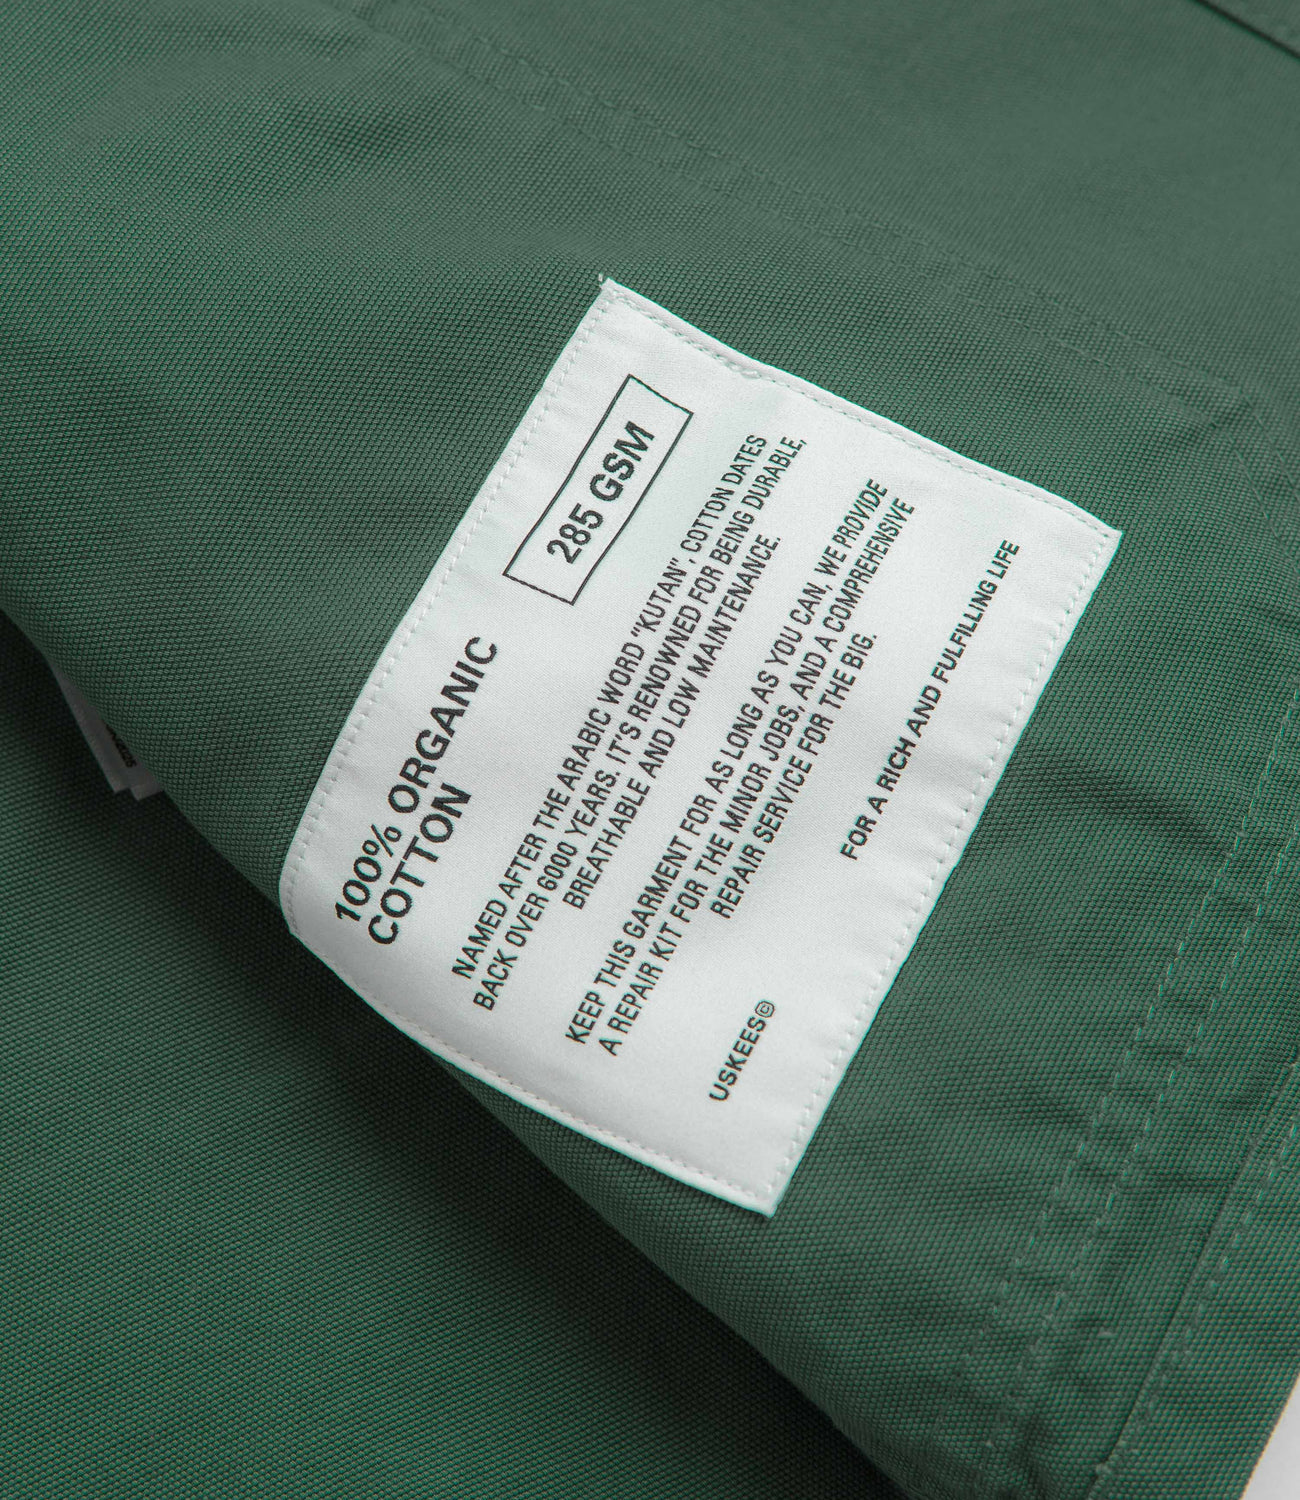 100% ORGANIC
COTTON
285 GSM
NAMED AFTER THE ARABIC WORD "KUTAN", COTTON DATES
BACK OVER 6000 YEARS. IT'S RENOWNED FOR BEING DURABLE,
BREATHABLE AND LOW MAINTENANCE.
KEEP THIS GARMENT FOR AS LONG AS YOU CAN, WE PROVIDE
A REPAIR KIT FOR THE MINOR JOBS, AND A COMPREHENSIVE
REPAIR SERVICE FOR THE BIG.
USKEES©
FOR A RICH AND FULFILLING LIFE